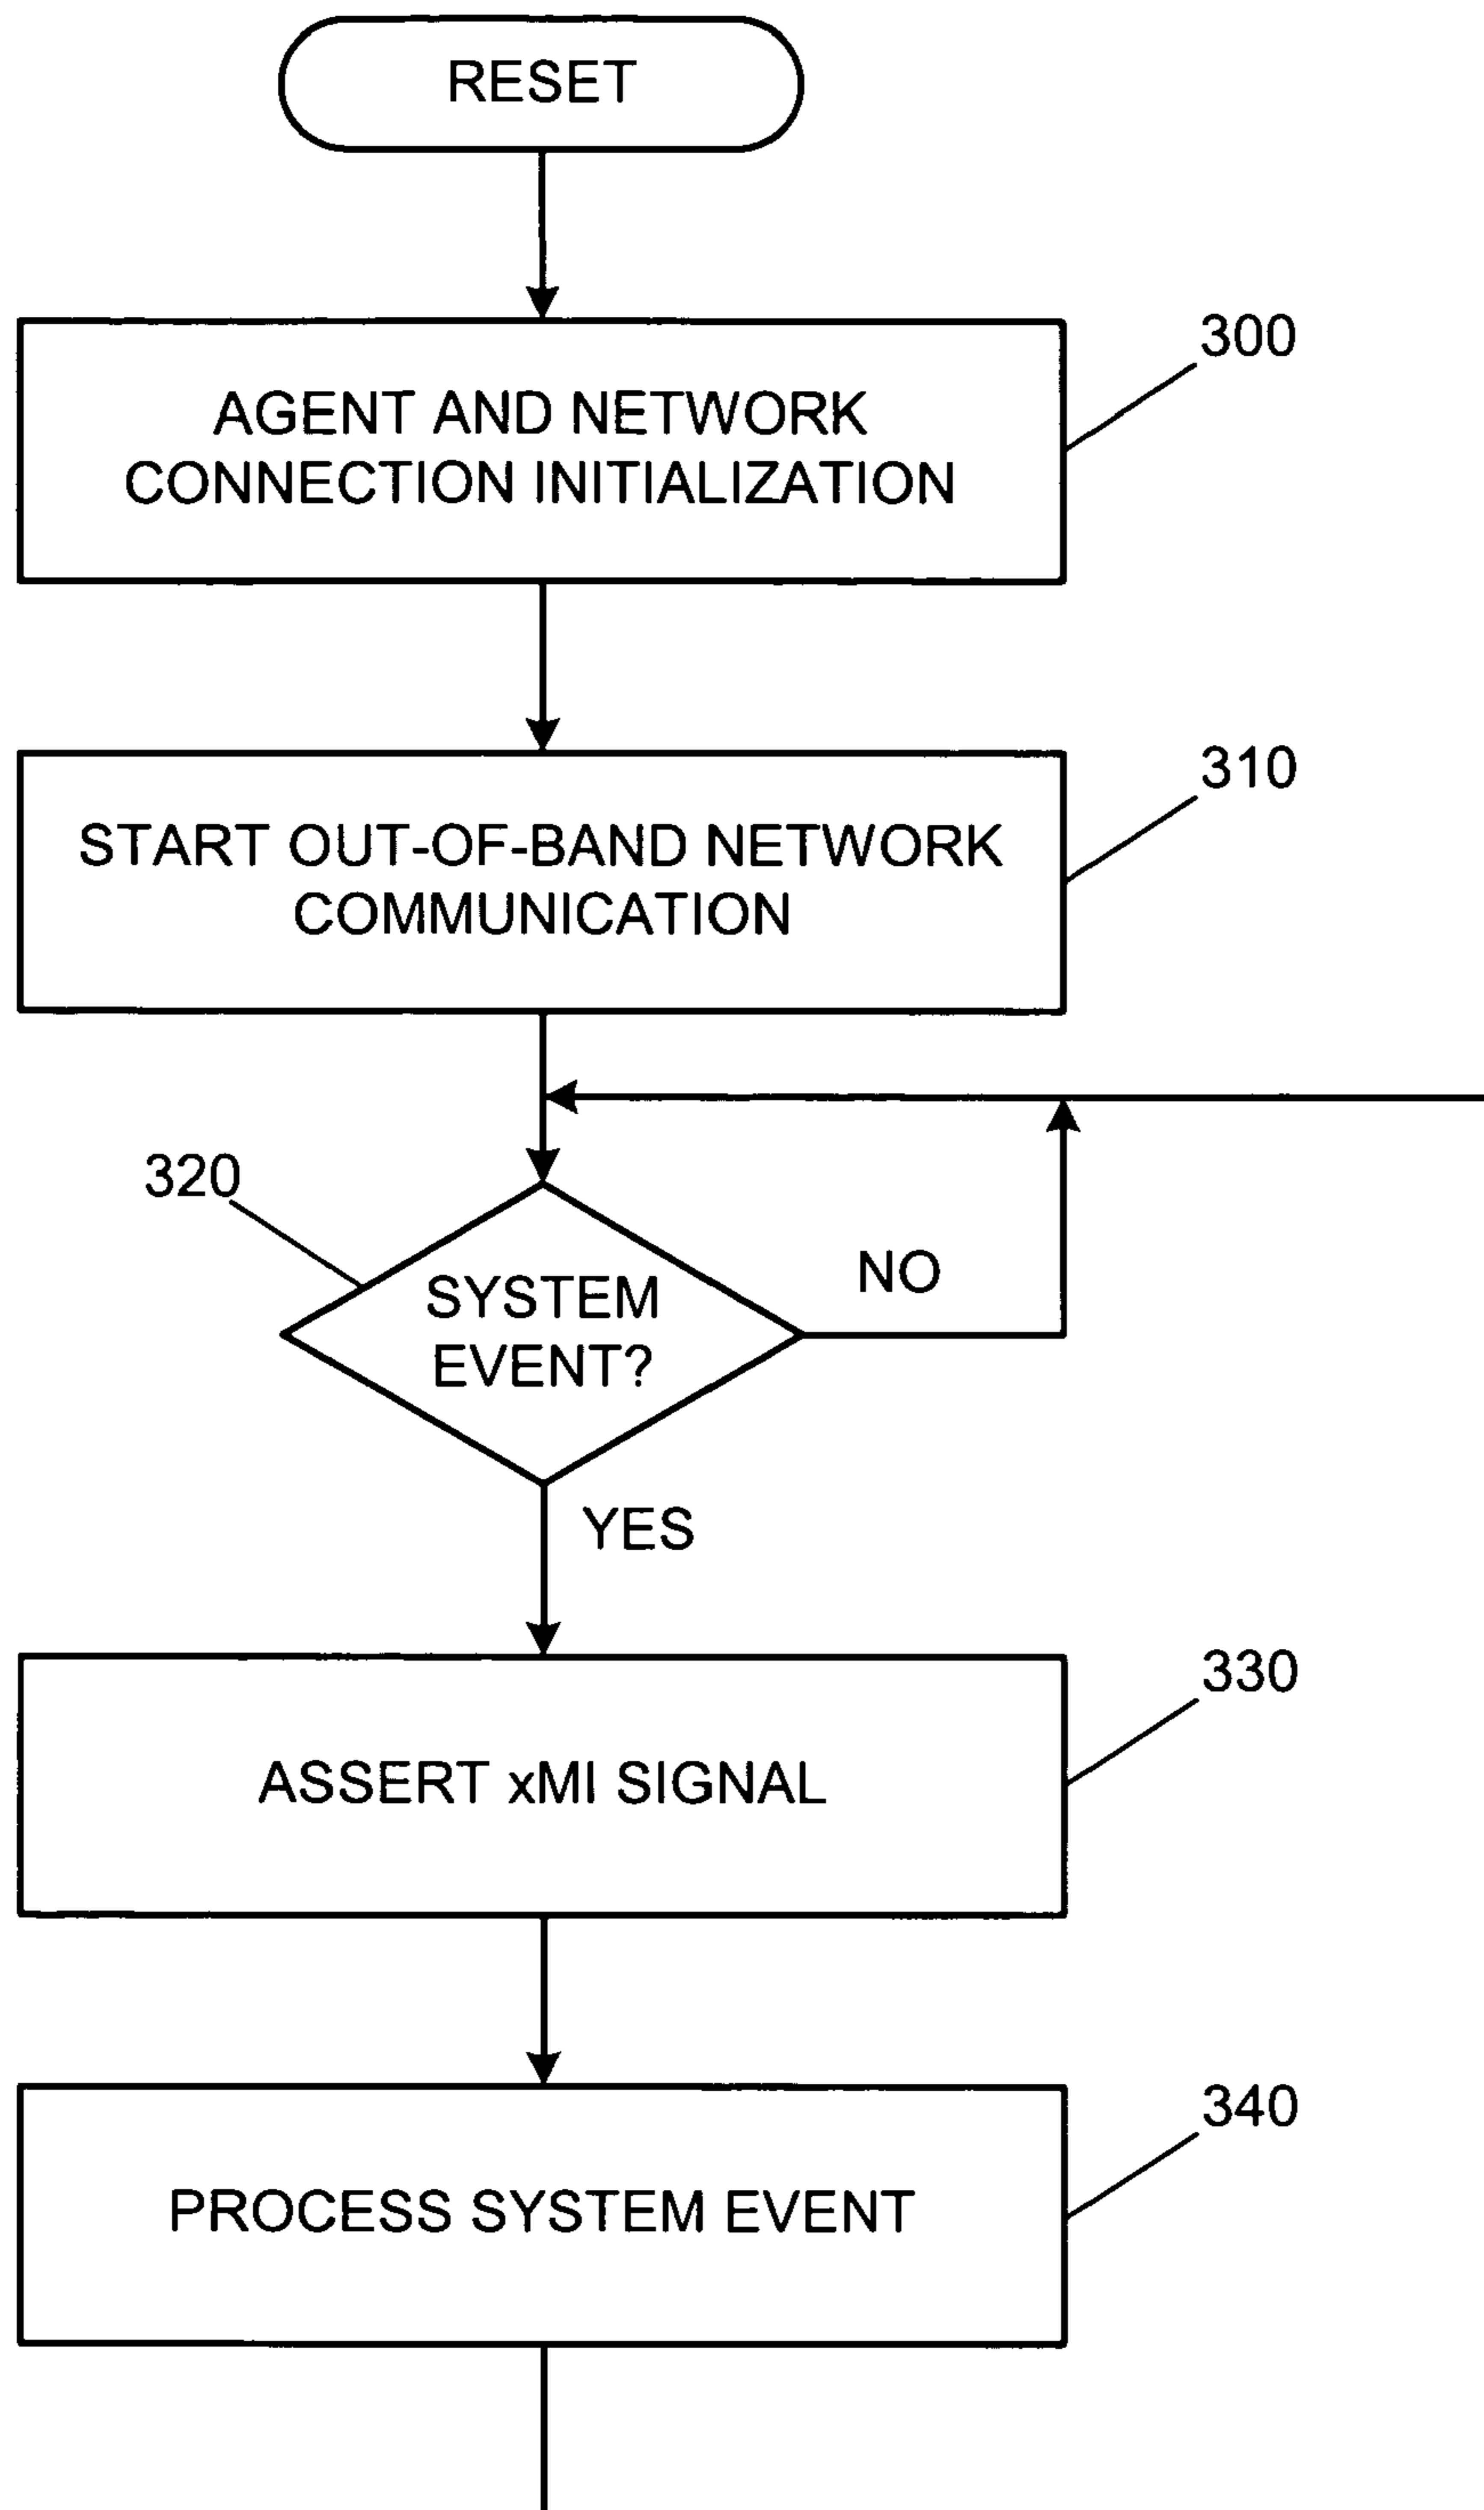 RESET
300
AGENT AND NETWORK
CONNECTION INITIALIZATION
310
START OUT-OF-BAND NETWORK
COMMUNICATION
320
SYSTEM
EVENT?
NO
YES
330
ASSERT xMI SIGNAL
340
PROCESS SYSTEM EVENT